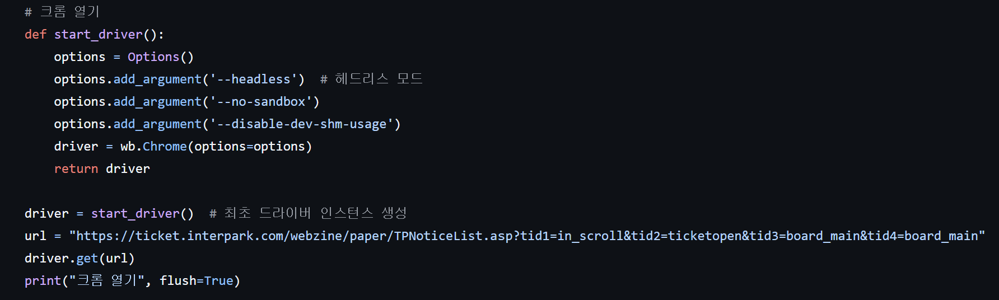 # 크롬 열기
def start_driver():
    options = Options()
    options.add_argument('--headless')  # 헤드리스 모드
    options.add_argument('--no-sandbox')
    options.add_argument('--disable-dev-shm-usage')
    driver = wb.Chrome(options=options)
    return driver

driver = start_driver()  # 최초 드라이버 인스턴스 생성
url = "https://ticket.interpark.com/webzine/paper/TPNoticeList.asp?tid1=in_scroll&tid2=ticketopen&tid3=board_main&tid4=board_main"
driver.get(url)
print("크롬 열기", flush=True)